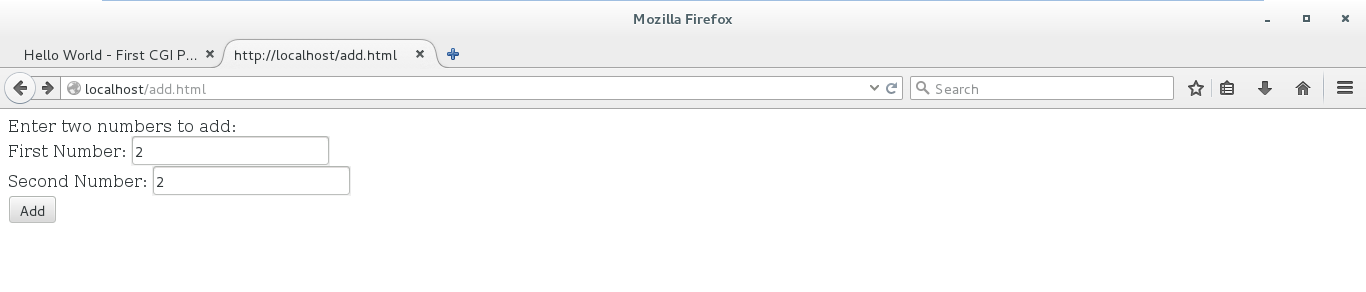 Mozilla Firefox
Hello World - First CGI P...
http://localhost/add.html
localhost/add.html
Search
Enter two numbers to add:
First Number: 2
Second Number: 2
Add